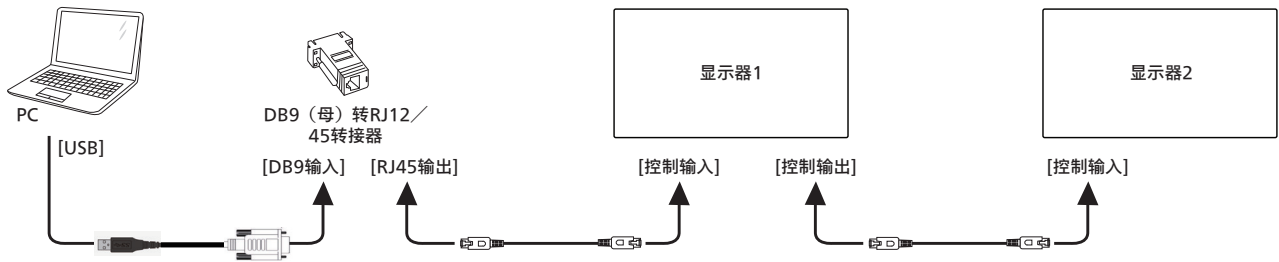 显示器1
显示器2
PC
DB9（母）转RJ12／
45转接器
[USB]
[DB9输入]
[RJ45输出]
[控制输入]
[控制输出]
[控制输入]